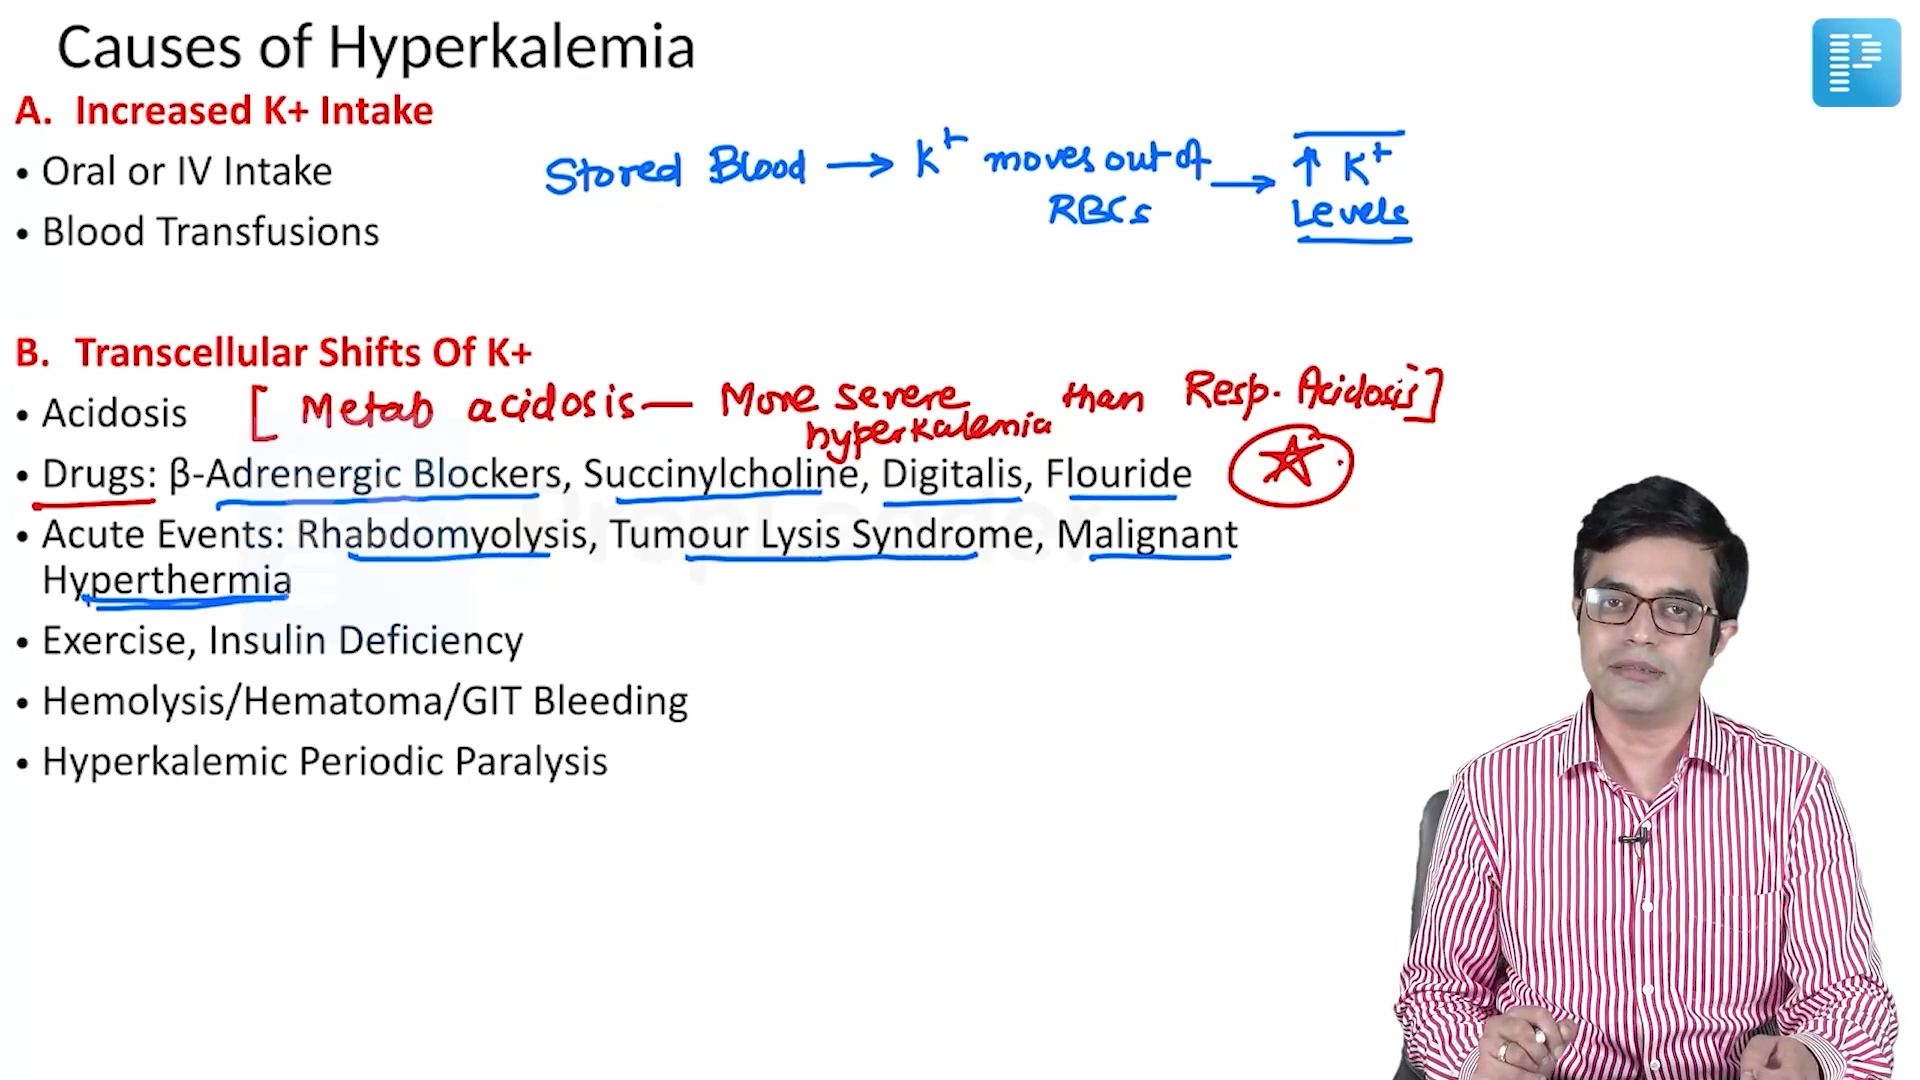 Causes of Hyperkalemia
A. Increased K+ Intake
• Oral or IV Intake
Stored Blood → K+ moves out of RBCs → ↑ K+ Levels
• Blood Transfusions
B. Transcellular Shifts Of K+
• Acidosis [ Metab acidosis — More severe hyperkalemia than Resp. Acidosis ]
• Drugs: β-Adrenergic Blockers, Succinylcholine, Digitalis, Flouride
• Acute Events: Rhabdomyolysis, Tumour Lysis Syndrome, Malignant
Hyperthermia
• Exercise, Insulin Deficiency
• Hemolysis/Hematoma/GIT Bleeding
• Hyperkalemic Periodic Paralysis